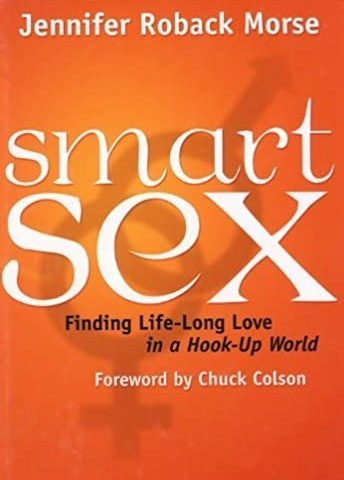 Jennifer Roback Morse
smart
sex
Finding Life-Long Love
in a Hook-Up World
Foreword by Chuck Colson